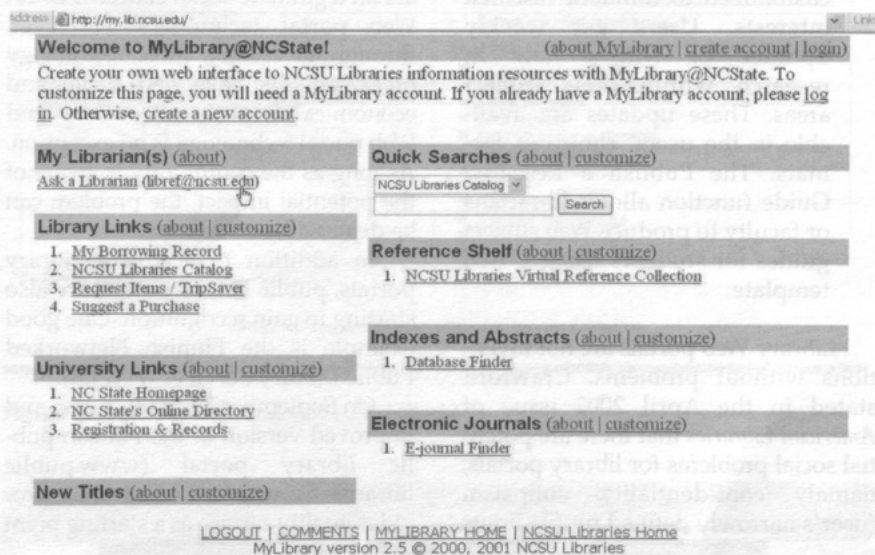 Address http://my.lib.ncsu.edu/ Links
Welcome to MyLibrary@NCState! (about MyLibrary | create account | login)
Create your own web interface to NCSU Libraries information resources with MyLibrary@NCState. To
customize this page, you will need a MyLibrary account. If you already have a MyLibrary account, please log
in. Otherwise, create a new account.
My Librarian(s) (about)
Ask a Librarian (libref@ncsu.edu)
Library Links (about | customize)
1. My Borrowing Record
2. NCSU Libraries Catalog
3. Request Items / TripSaver
4. Suggest a Purchase
University Links (about | customize)
1. NC State Homepage
2. NC State's Online Directory
3. Registration & Records
New Titles (about | customize)
Quick Searches (about | customize)
NCSU Libraries Catalog
Search
Reference Shelf (about | customize)
1. NCSU Libraries Virtual Reference Collection
Indexes and Abstracts (about | customize)
1. Database Finder
Electronic Journals (about | customize)
1. E-journal Finder
LOGOUT | COMMENTS | MYLIBRARY HOME | NCSU Libraries Home
MyLibrary version 2.5 © 2000, 2001 NCSU Libraries